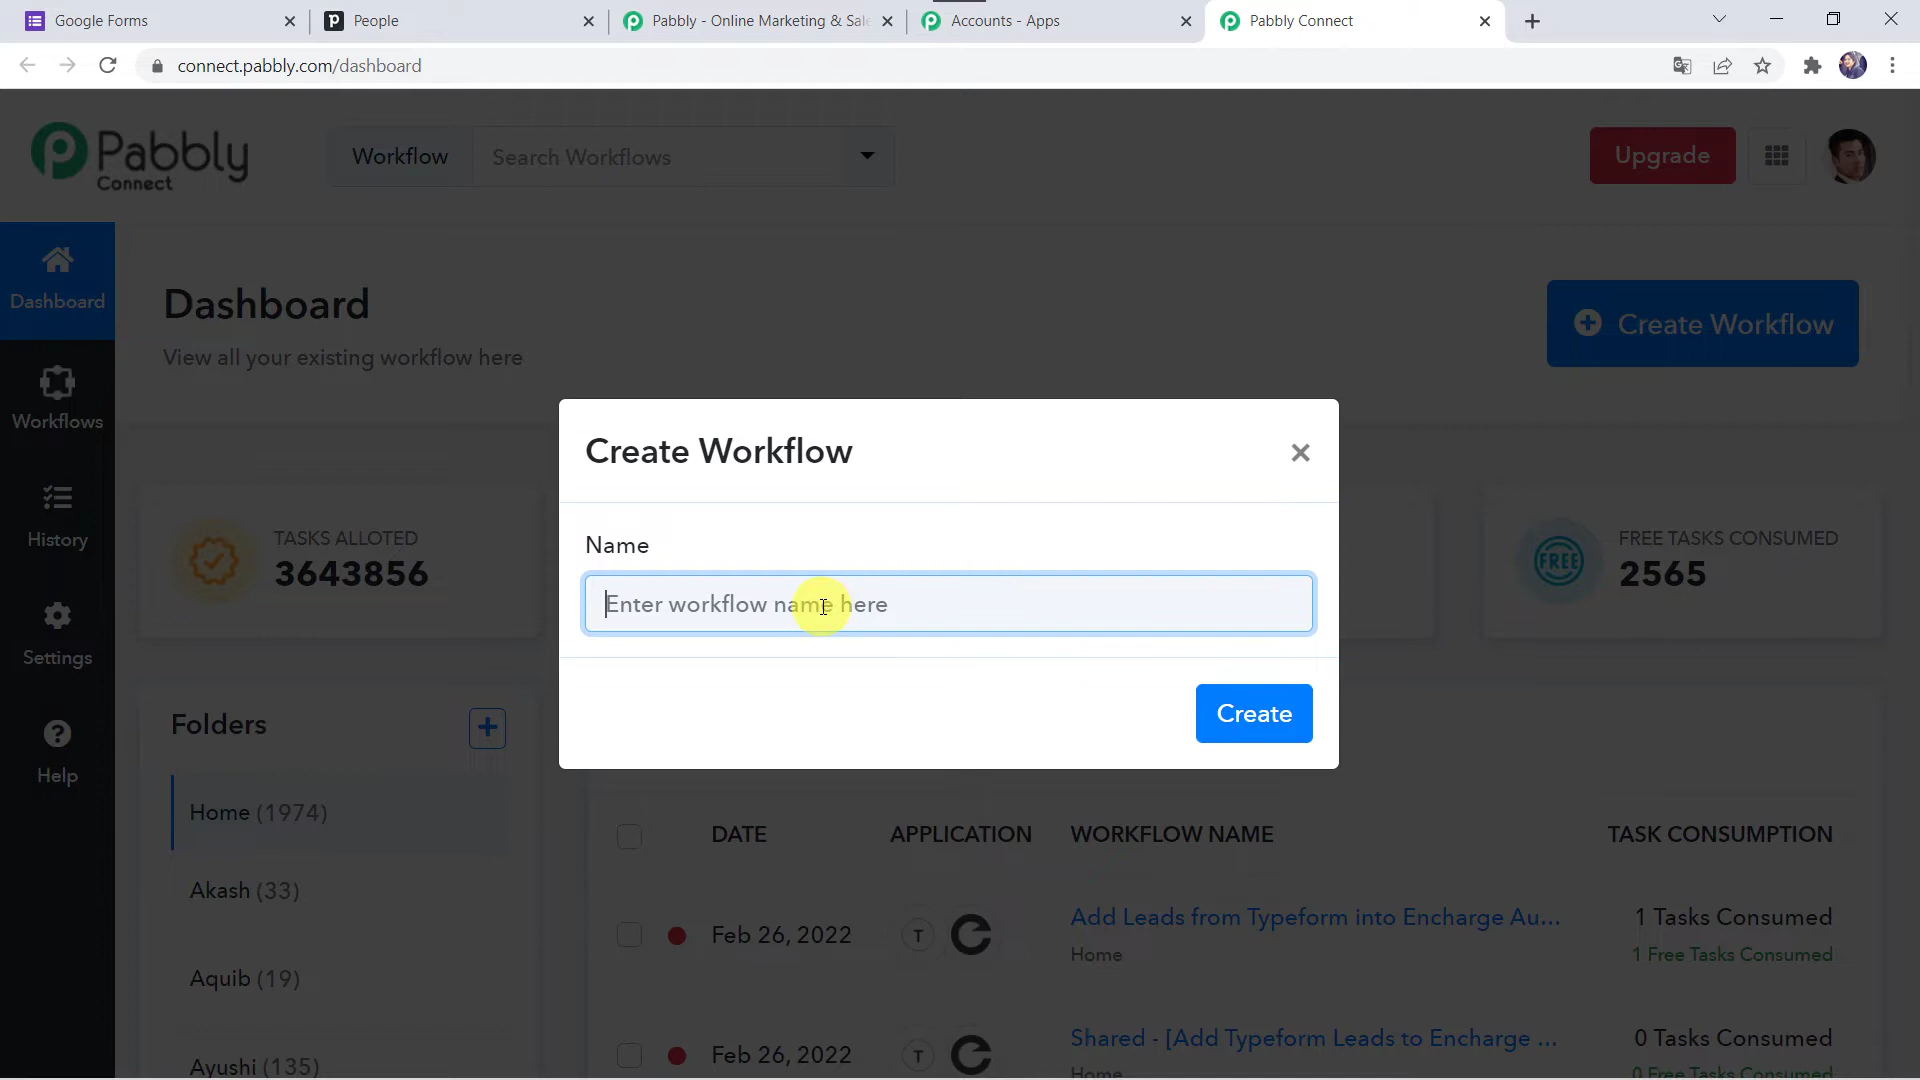 Google Forms
People
Pabbly - Online Marketing & Sale
Accounts - Apps
Pabbly Connect
connect.pabbly.com/dashboard
Pabbly
Connect
Workflow
Search Workflows
Upgrade
Dashboard
Workflows
History
Settings
Help
Dashboard
View all your existing workflow here
Create Workflow
Create Workflow
Name
Enter workflow name here
Create
TASKS ALLOTED
3643856
FREE
FREE TASKS CONSUMED
2565
Folders
Home (1974)
Akash (33)
Aquib (19)
Ayushi (135)
DATE APPLICATION WORKFLOW NAME TASK CONSUMPTION
Feb 26, 2022 T Add Leads from Typeform into Encharge Au... 1 Tasks Consumed
Home 1 Free Tasks Consumed
Feb 26, 2022 T Shared - [Add Typeform Leads to Encharge ... 0 Tasks Consumed
Home 0 Free Tasks Consumed